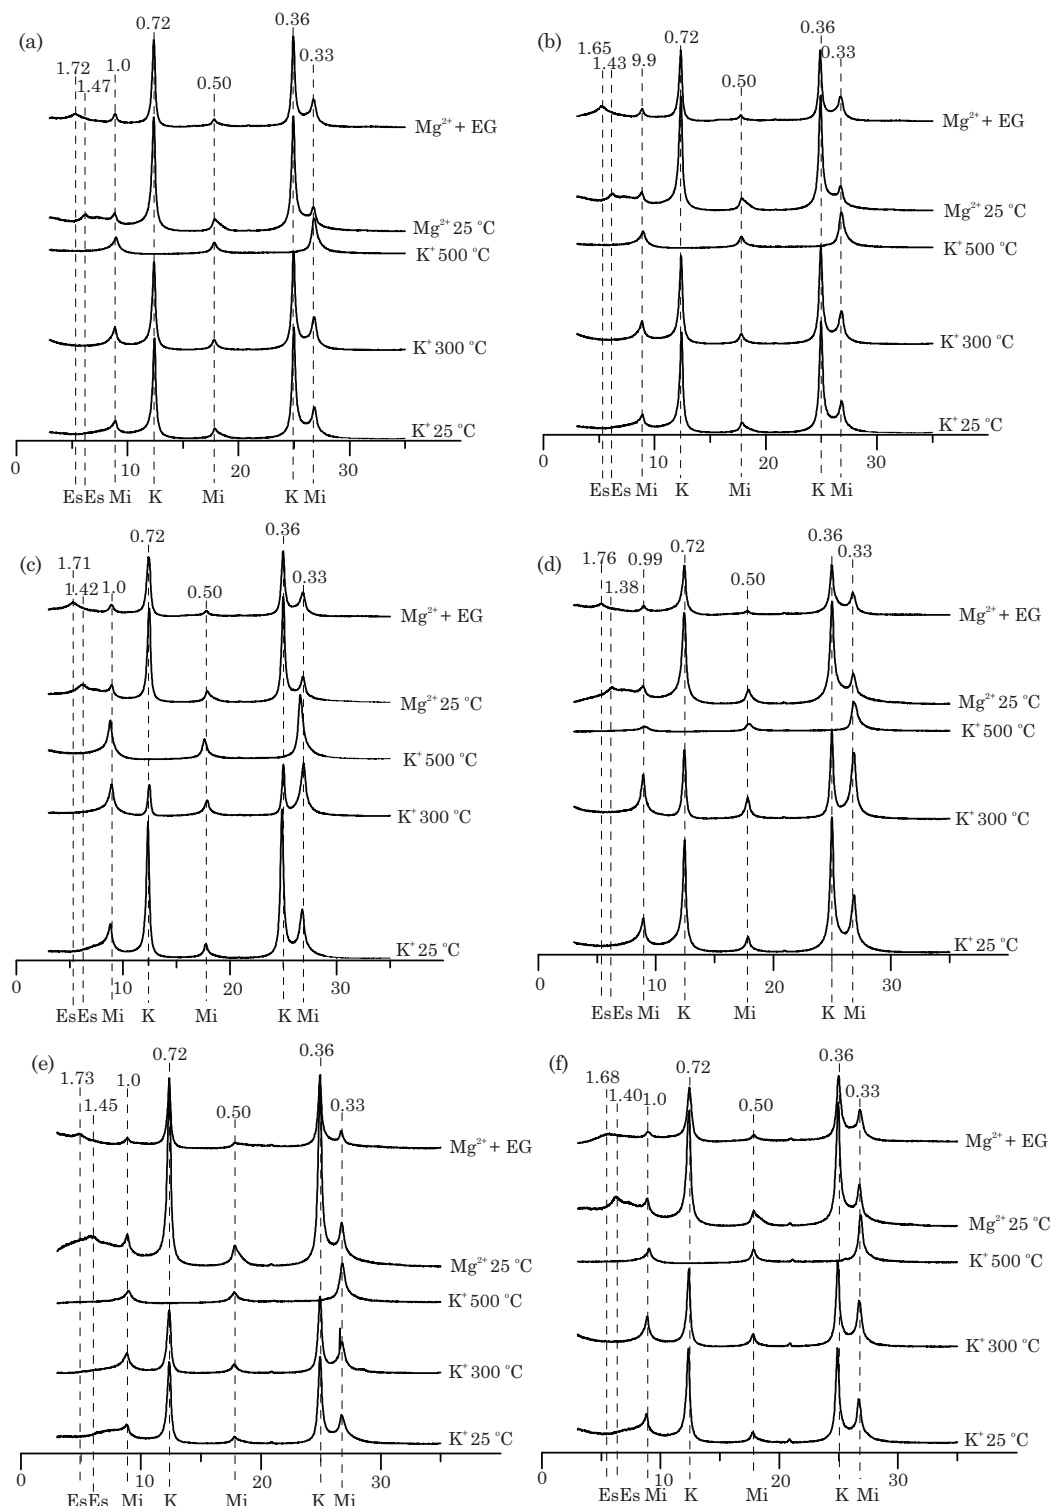 (a)
0.72
0.36
1.72
1.0
0.33
1.47
0.50
Mg²⁺ + EG
Mg²⁺ 25 °C
K⁺ 500 °C
K⁺ 300 °C
K⁺ 25 °C
0 10 20 30
Es Es Mi K Mi K Mi
(b)
0.36
0.72
1.65
0.33
1.43
9.9
0.50
Mg²⁺ + EG
Mg²⁺ 25 °C
K⁺ 500 °C
K⁺ 300 °C
K⁺ 25 °C
0 10 20 30
Es Es Mi K Mi K Mi
(c)
0.72
0.36
1.71
0.33
1.42
1.0
0.50
Mg²⁺ + EG
Mg²⁺ 25 °C
K⁺ 500 °C
K⁺ 300 °C
K⁺ 25 °C
0 10 20 30
Es Es Mi K Mi K Mi
(d)
0.36
0.72
1.76
0.99
0.33
1.38
0.50
Mg²⁺ + EG
Mg²⁺ 25 °C
K⁺ 500 °C
K⁺ 300 °C
K⁺ 25 °C
0 10 20 30
Es Es Mi K Mi K Mi
(e)
0.72
0.36
1.73
1.0
1.45
0.50
0.33
Mg²⁺ + EG
Mg²⁺ 25 °C
K⁺ 500 °C
K⁺ 300 °C
K⁺ 25 °C
0 10 20 30
Es Es Mi K Mi K Mi
(f)
0.36
0.72
1.68
1.40
1.0
0.50
0.33
Mg²⁺ + EG
Mg²⁺ 25 °C
K⁺ 500 °C
K⁺ 300 °C
K⁺ 25 °C
0 10 20 30
Es Es Mi K Mi K Mi